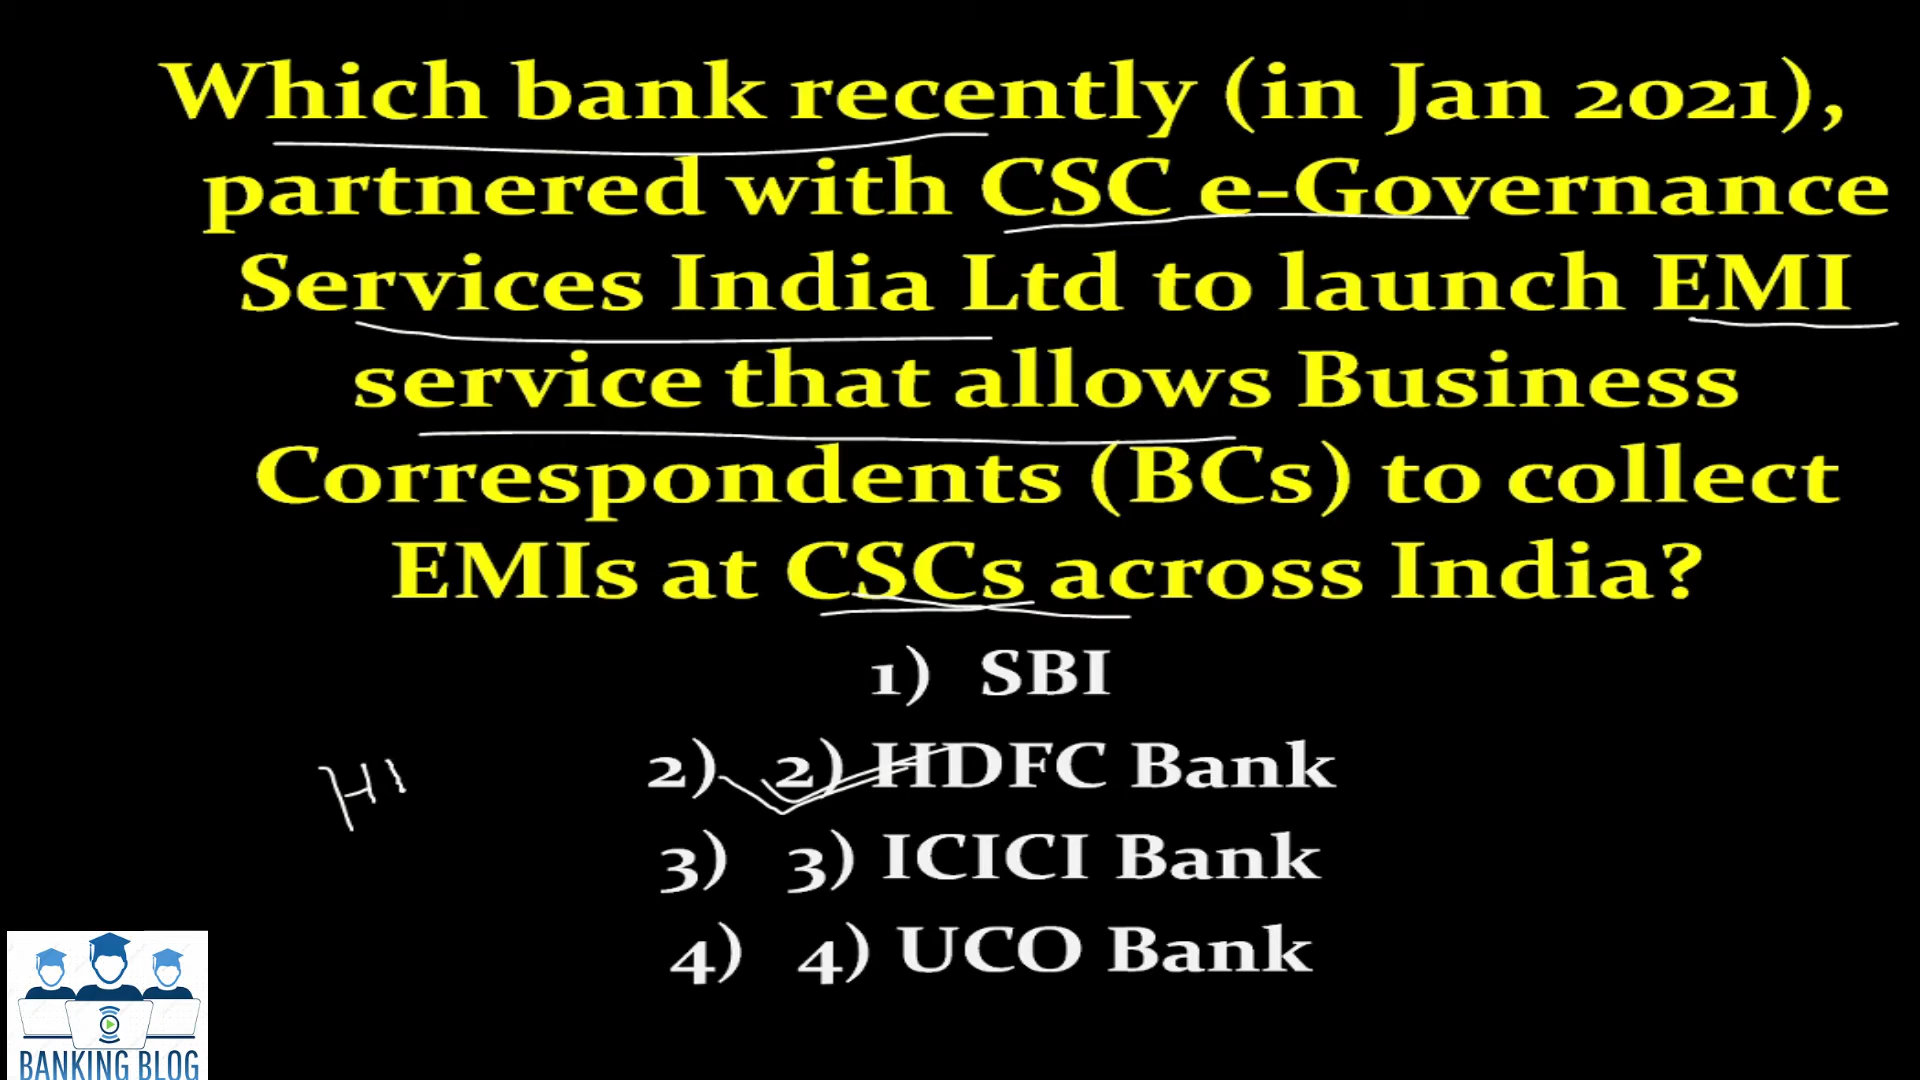 Which bank recently (in Jan 2021),
partnered with CSC e-Governance
Services India Ltd to launch EMI
service that allows Business
Correspondents (BCs) to collect
EMIs at CSCs across India?
1) SBI
2) 2) HDFC Bank
3) 3) ICICI Bank
4) 4) UCO Bank
BANKING BLOG